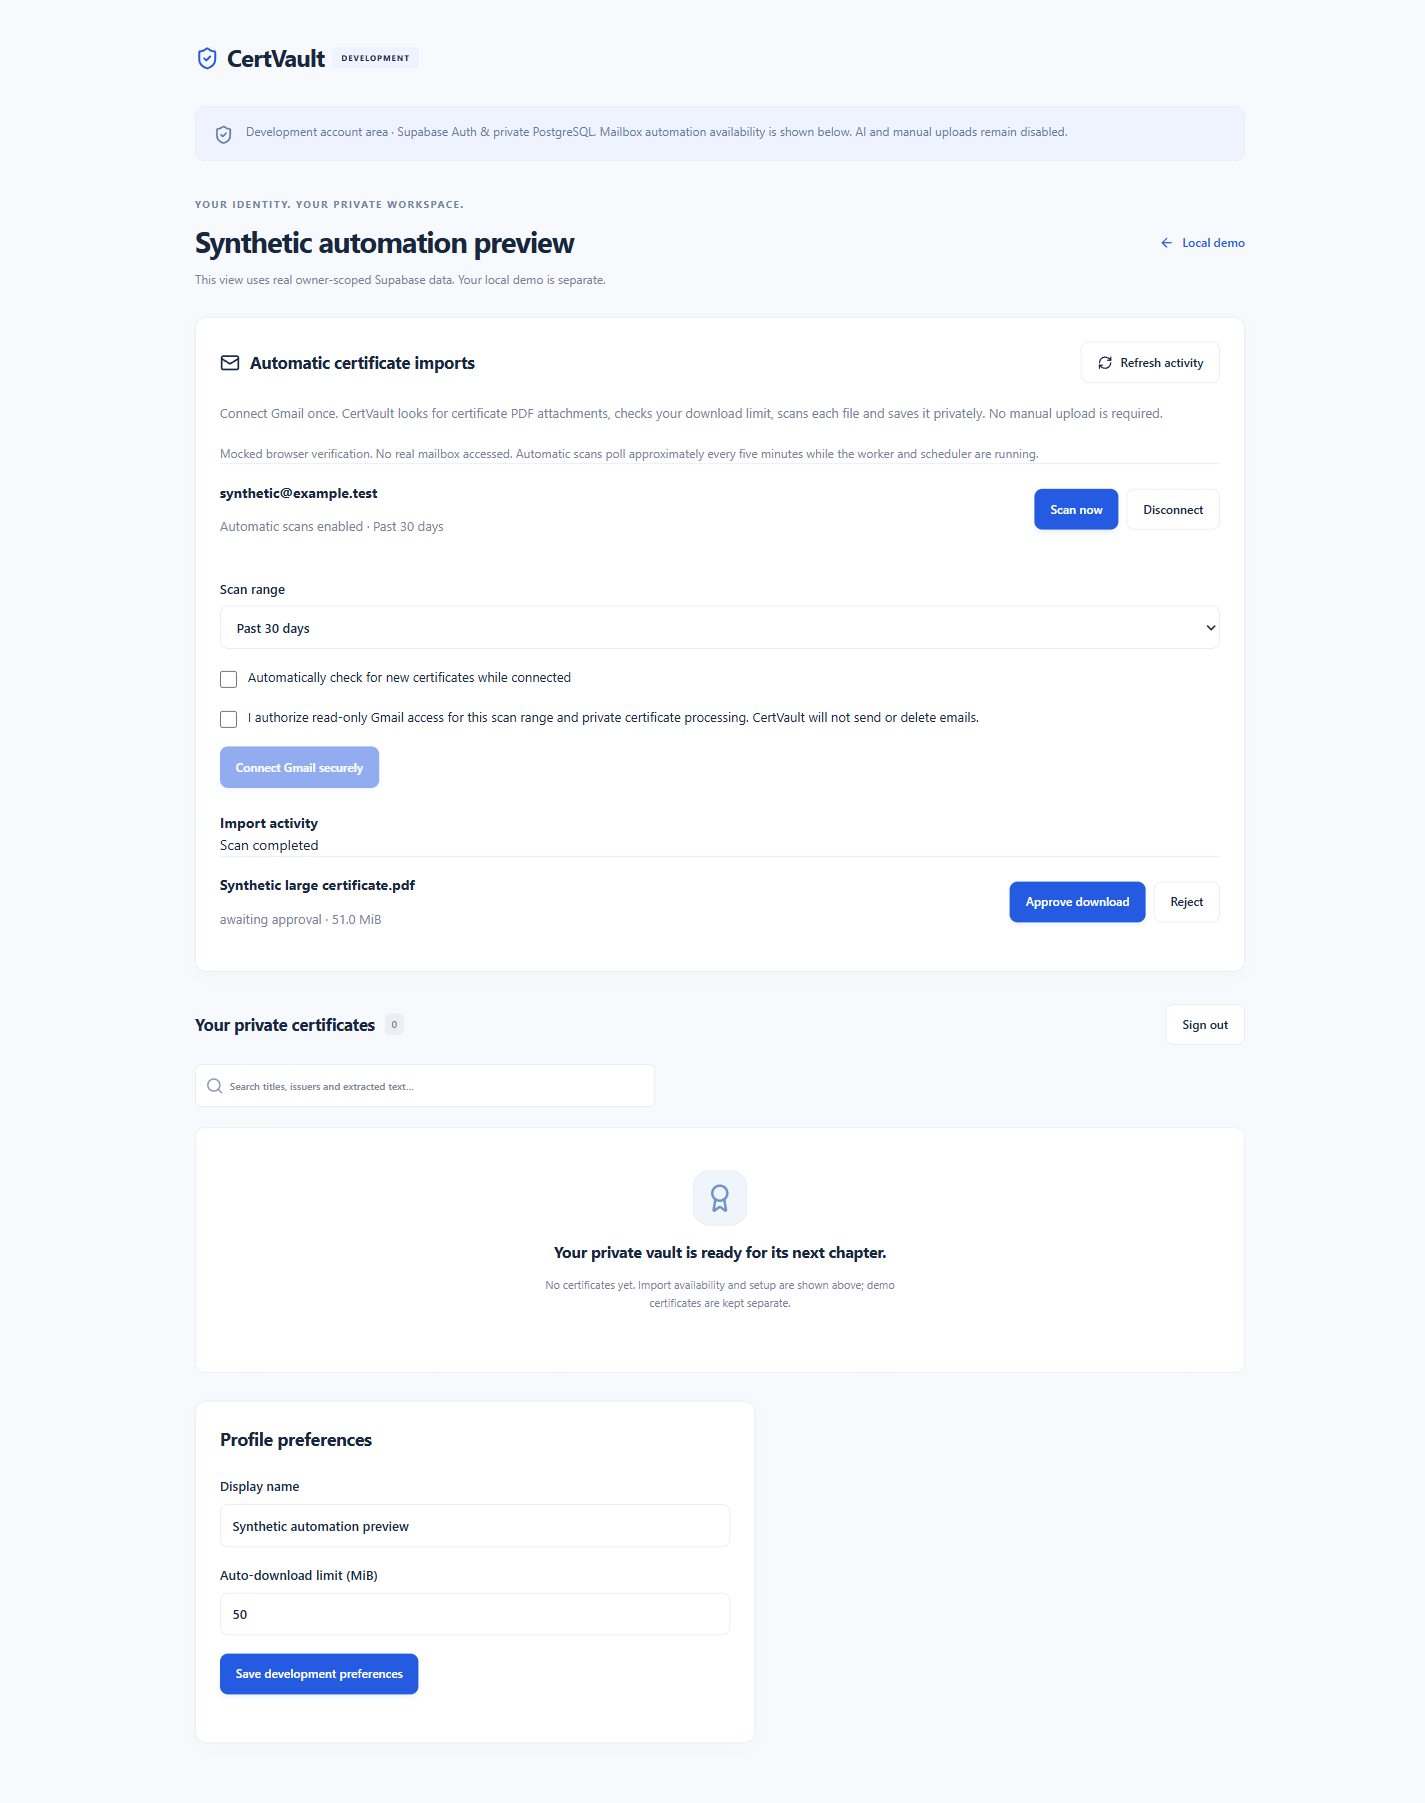 CertVault DEVELOPMENT
Development account area · Supabase Auth & private PostgreSQL. Mailbox automation availability is shown below. AI and manual uploads remain disabled.
YOUR IDENTITY. YOUR PRIVATE WORKSPACE.
Synthetic automation preview
Local demo
This view uses real owner-scoped Supabase data. Your local demo is separate.
Automatic certificate imports
Refresh activity
Connect Gmail once. CertVault looks for certificate PDF attachments, checks your download limit, scans each file and saves it privately. No manual upload is required.
Mocked browser verification. No real mailbox accessed. Automatic scans poll approximately every five minutes while the worker and scheduler are running.
synthetic@example.test
Automatic scans enabled · Past 30 days
Scan now
Disconnect
Scan range
Past 30 days
Automatically check for new certificates while connected
I authorize read-only Gmail access for this scan range and private certificate processing. CertVault will not send or delete emails.
Connect Gmail securely
Import activity
Scan completed
Synthetic large certificate.pdf
awaiting approval · 51.0 MiB
Approve download
Reject
Your private certificates 0
Sign out
Search titles, issuers and extracted text...
Your private vault is ready for its next chapter.
No certificates yet. Import availability and setup are shown above; demo
certificates are kept separate.
Profile preferences
Display name
Synthetic automation preview
Auto-download limit (MiB)
50
Save development preferences